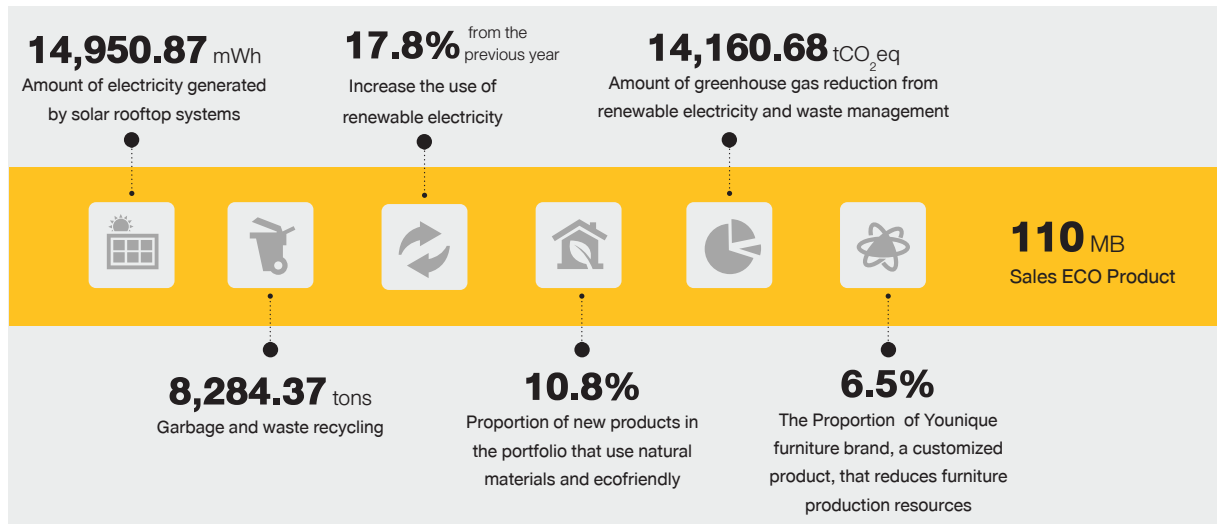 14,950.87 mWh
Amount of electricity generated
by solar rooftop systems
17.8% from the
previous year
Increase the use of
renewable electricity
14,160.68 tCO2eq
Amount of greenhouse gas reduction from
renewable electricity and waste management
110 MB
Sales ECO Product
8,284.37 tons
Garbage and waste recycling
10.8%
Proportion of new products in
the portfolio that use natural
materials and ecofriendly
6.5%
The Proportion of Younique
furniture brand, a customized
product, that reduces furniture
production resources